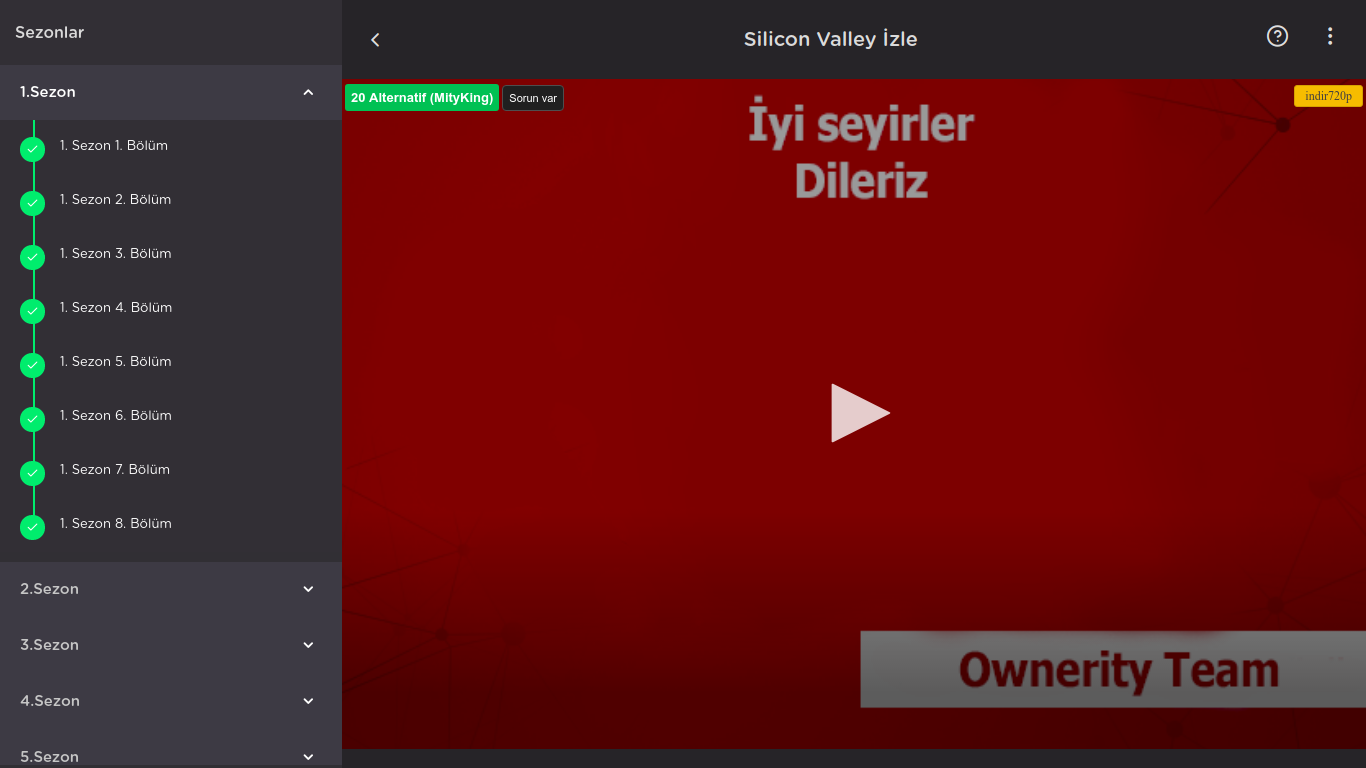 Sezonlar
1.Sezon
1. Sezon 1. Bölüm
1. Sezon 2. Bölüm
1. Sezon 3. Bölüm
1. Sezon 4. Bölüm
1. Sezon 5. Bölüm
1. Sezon 6. Bölüm
1. Sezon 7. Bölüm
1. Sezon 8. Bölüm
2.Sezon
3.Sezon
4.Sezon
5.Sezon
Silicon Valley İzle
20 Alternatif (MityKing)
Sorun var
indir720p
İyi seyirler
Dileriz
Ownerity Team